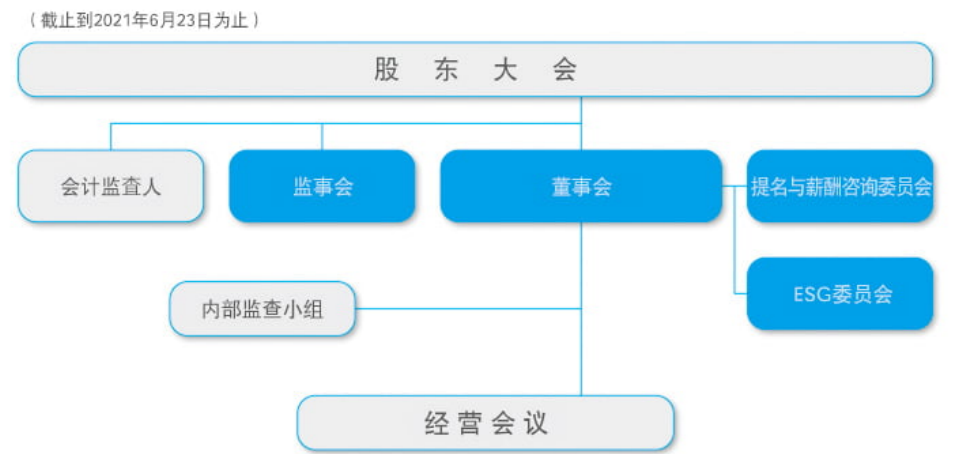 （截止到2021年6月23日为止）
股东大会
会计监査人
监事会
董事会
提名与薪酬咨询委员会
ESG委员会
内部监查小组
经营会议